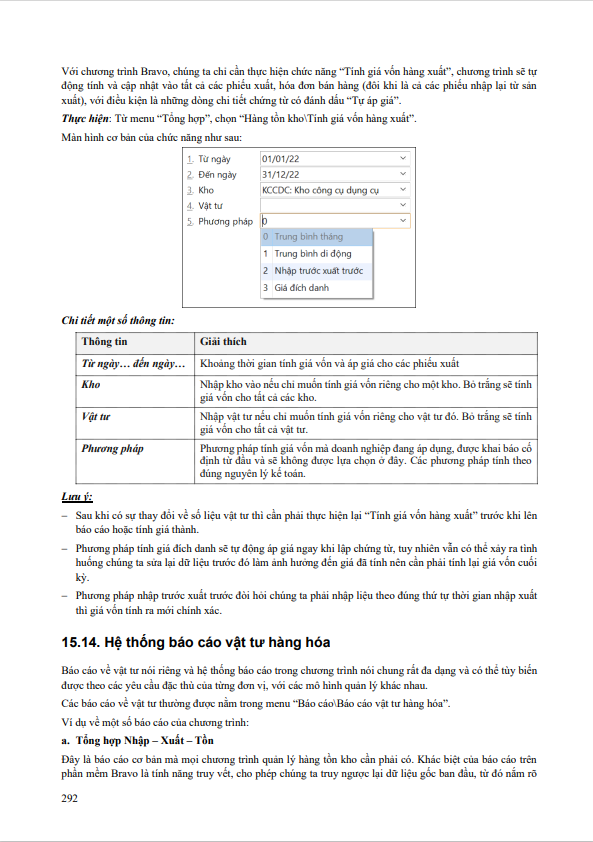 Với chương trình Bravo, chúng ta chỉ cần thực hiện chức năng “Tính giá vốn hàng xuất”, chương trình sẽ tự
động tính và cập nhật vào tất cả các phiếu xuất, hóa đơn bán hàng (đôi khi là cả các phiếu nhập lại từ sản
xuất), với điều kiện là những dòng chi tiết chứng từ có đánh dấu “Tự áp giá”.
Thực hiện: Từ menu “Tổng hợp”, chọn “Hàng tồn kho\Tính giá vốn hàng xuất”.
Màn hình cơ bản của chức năng như sau:
1. Từ ngày 01/01/22
2. Đến ngày 31/12/22
3. Kho KCCDC: Kho công cụ dụng cụ
4. Vật tư
5. Phương pháp 0
0 Trung bình tháng
1 Trung bình di động
2 Nhập trước xuất trước
3 Giá đích danh
Chi tiết một số thông tin:
Thông tin Giải thích
Từ ngày… đến ngày… Khoảng thời gian tính giá vốn và áp giá cho các phiếu xuất
Kho Nhập kho vào nếu chỉ muốn tính giá vốn riêng cho một kho. Bỏ trắng sẽ tính
giá vốn cho tất cả các kho.
Vật tư Nhập vật tư nếu chỉ muốn tính giá vốn riêng cho vật tư đó. Bỏ trắng sẽ tính
giá vốn cho tất cả vật tư.
Phương pháp Phương pháp tính giá vốn mà doanh nghiệp đang áp dụng, được khai báo cố
định từ đầu và sẽ không được lựa chọn ở đây. Các phương pháp tính theo
đúng nguyên lý kế toán.
Lưu ý:
– Sau khi có sự thay đổi về số liệu vật tư thì cần phải thực hiện lại “Tính giá vốn hàng xuất” trước khi lên
báo cáo hoặc tính giá thành.
– Phương pháp tính giá đích danh sẽ tự động áp giá ngay khi lập chứng từ, tuy nhiên vẫn có thể xảy ra tình
huống chúng ta sửa lại dữ liệu trước đó làm ảnh hưởng đến giá đã tính nên cần phải tính lại giá vốn cuối
kỳ.
– Phương pháp nhập trước xuất trước đòi hỏi chúng ta phải nhập liệu theo đúng thứ tự thời gian nhập xuất
thì giá vốn tính ra mới chính xác.
15.14. Hệ thống báo cáo vật tư hàng hóa
Báo cáo về vật tư nói riêng và hệ thống báo cáo trong chương trình nói chung rất đa dạng và có thể tùy biến
được theo các yêu cầu đặc thù của từng đơn vị, với các mô hình quản lý khác nhau.
Các báo cáo về vật tư thường được nằm trong menu “Báo cáo\Báo cáo vật tư hàng hóa”.
Ví dụ về một số báo cáo của chương trình:
a. Tổng hợp Nhập – Xuất – Tồn
Đây là báo cáo cơ bản mà mọi chương trình quản lý hàng tồn kho cần phải có. Khác biệt của báo cáo trên
phần mềm Bravo là tính năng truy vết, cho phép chúng ta truy ngược lại dữ liệu gốc ban đầu, từ đó nắm rõ
292